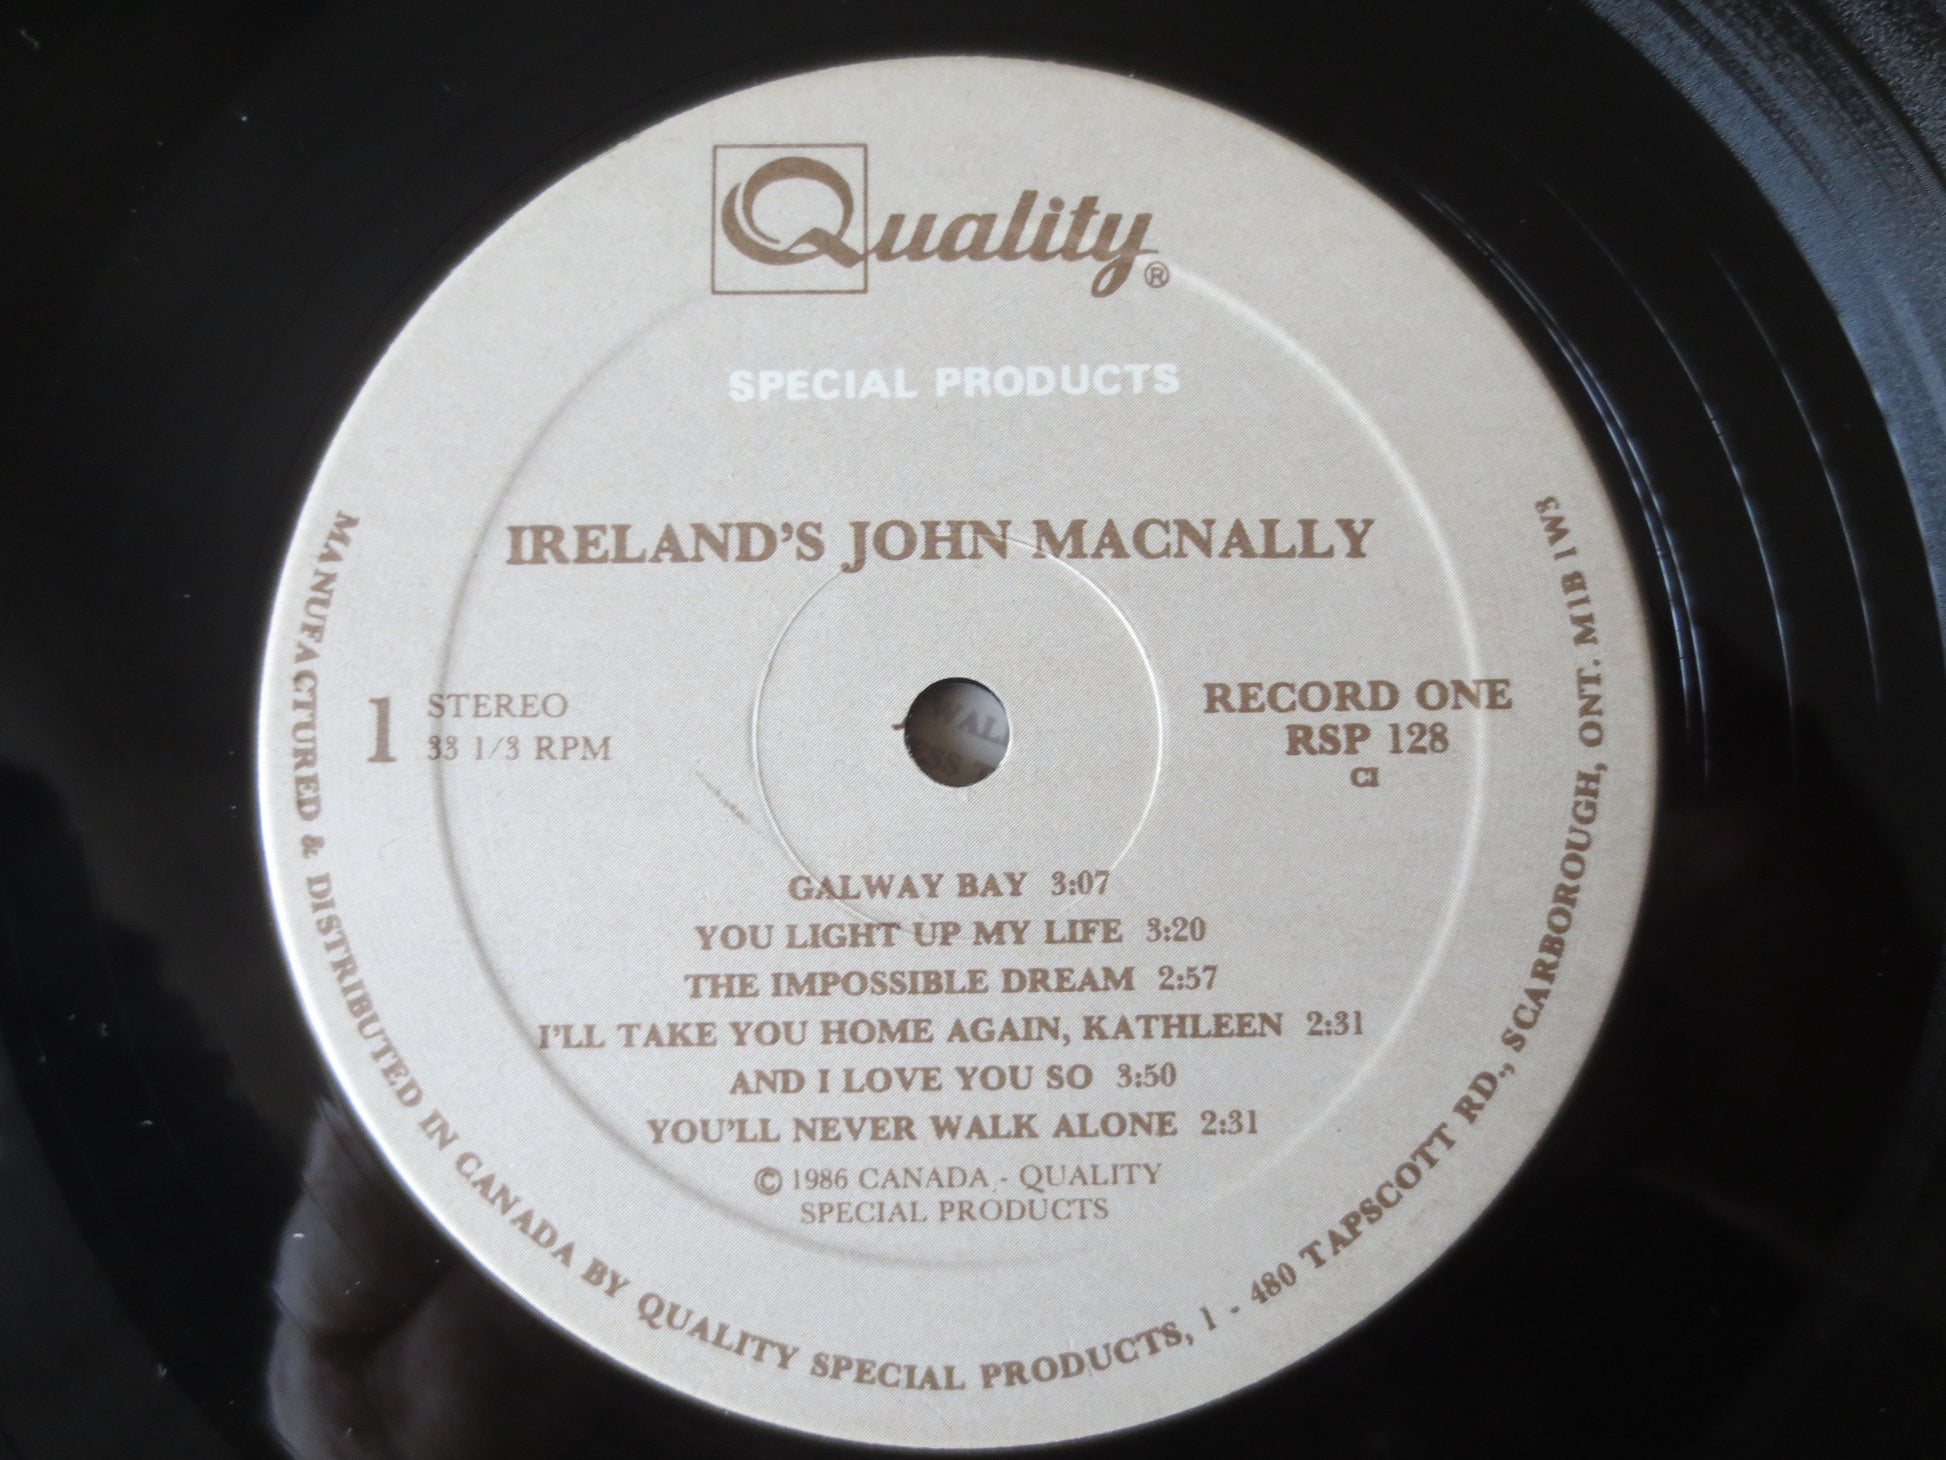 Quality®
SPECIAL PRODUCTS
IRELAND'S JOHN MACNALLY
1
STEREO
33 1/3 RPM
RECORD ONE
RSP 128
CI
GALWAY BAY 3:07
YOU LIGHT UP MY LIFE 3:20
THE IMPOSSIBLE DREAM 2:57
I'LL TAKE YOU HOME AGAIN, KATHLEEN 2:31
AND I LOVE YOU SO 3:50
YOU'LL NEVER WALK ALONE 2:31
© 1986 CANADA - QUALITY
SPECIAL PRODUCTS
MANUFACTURED & DISTRIBUTED IN CANADA BY QUALITY SPECIAL PRODUCTS, 1 - 480 TAPSCOTT RD., SCARBOROUGH, ONT. M1B 1W3